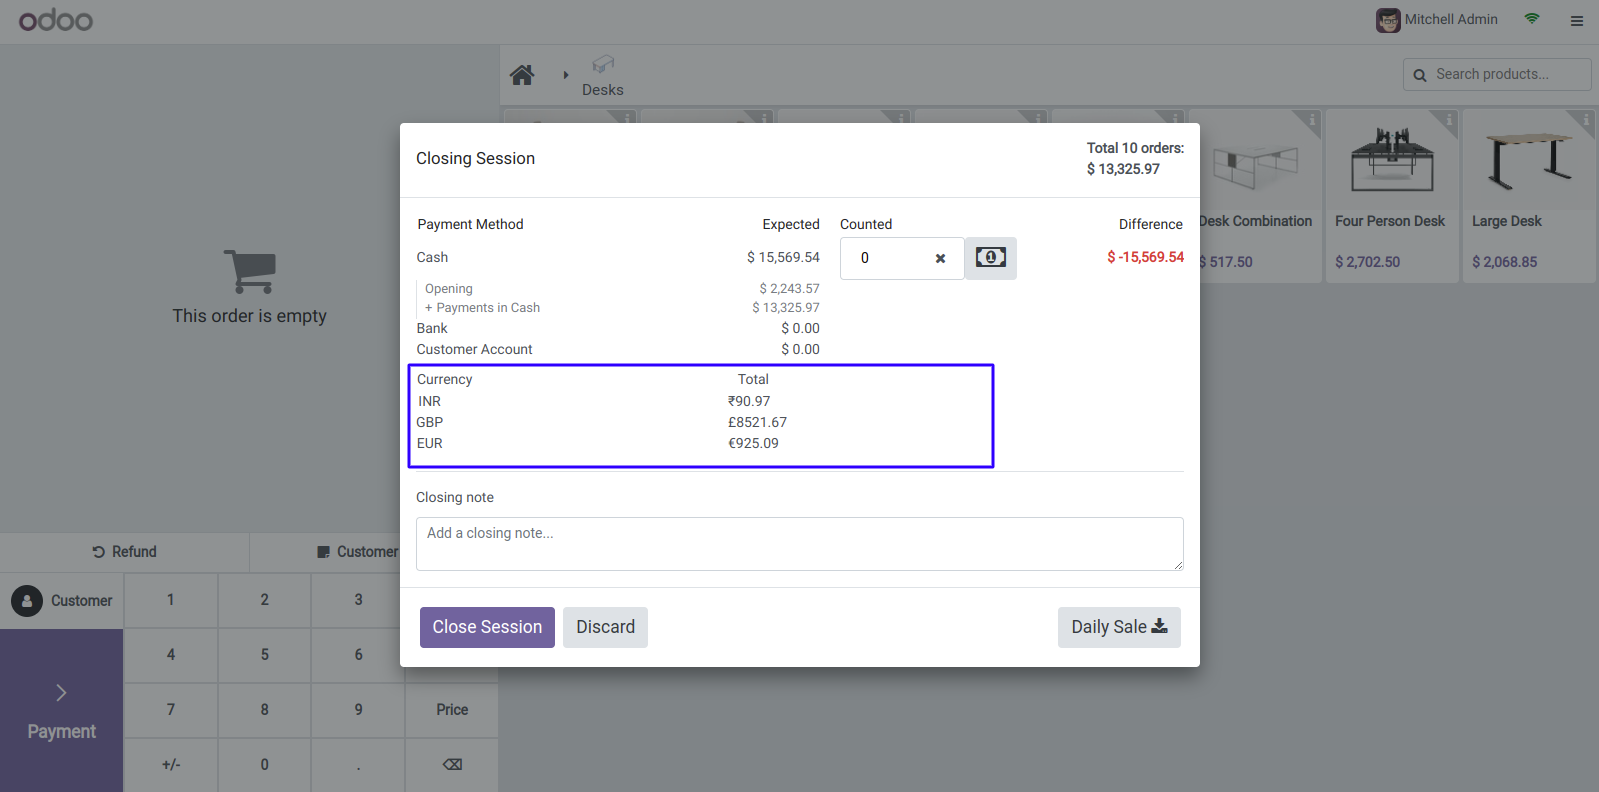 odoo
Mitchell Admin
Desks
Search products...
Closing Session
Total 10 orders:
$ 13,325.97
Payment Method Expected Counted Difference
Cash $ 15,569.54 0 $ -15,569.54
Opening $ 2,243.57
+ Payments in Cash $ 13,325.97
Bank $ 0.00
Customer Account $ 0.00
Currency Total
INR ₹90.97
GBP £8521.67
EUR €925.09
Closing note
Add a closing note...
Close Session Discard Daily Sale
Desk Combination Four Person Desk Large Desk
$ 517.50 $ 2,702.50 $ 2,068.85
This order is empty
Refund Customer
Customer 1 2 3
4 5 6
7 8 9 Price
Payment
+/- 0 .